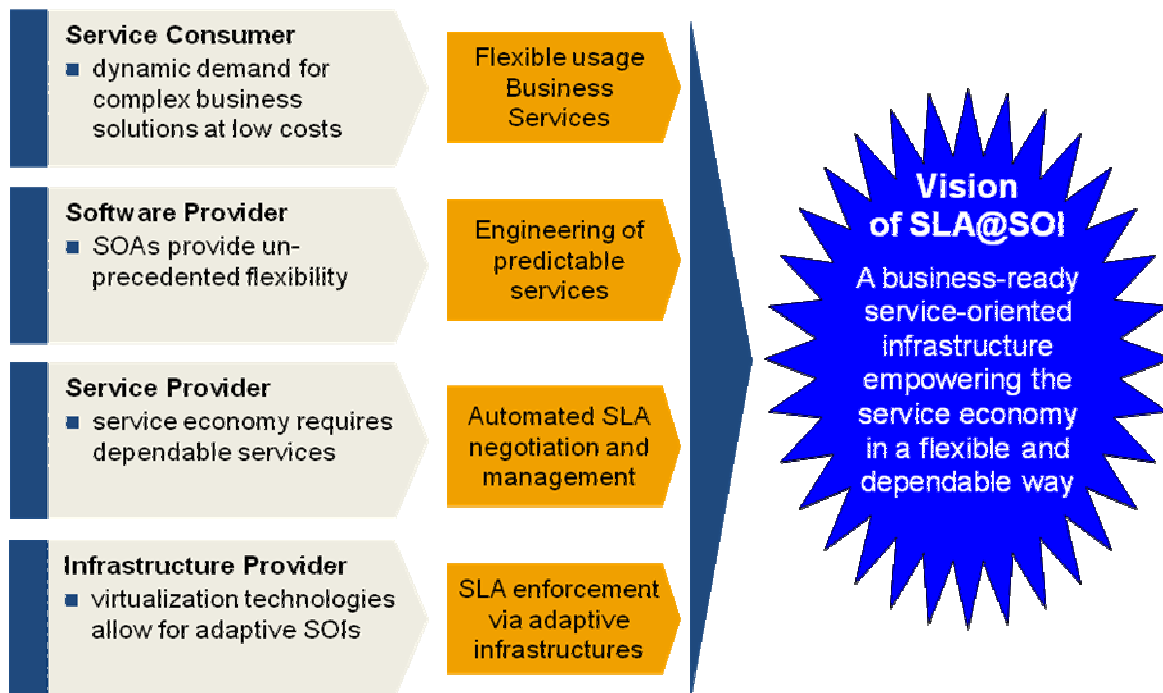 Service Consumer
■ dynamic demand for
complex business
solutions at low costs
Flexible usage
Business
Services
Software Provider
■ SOAs provide un-
precedented flexibility
Engineering of
predictable
services
Service Provider
■ service economy requires
dependable services
Automated SLA
negotiation and
management
Infrastructure Provider
■ virtualization technologies
allow for adaptive SOIs
SLA enforcement
via adaptive
infrastructures
Vision
of SLA@SOI
A business-ready
service-oriented
infrastructure
empowering the
service economy
in a flexible and
dependable way